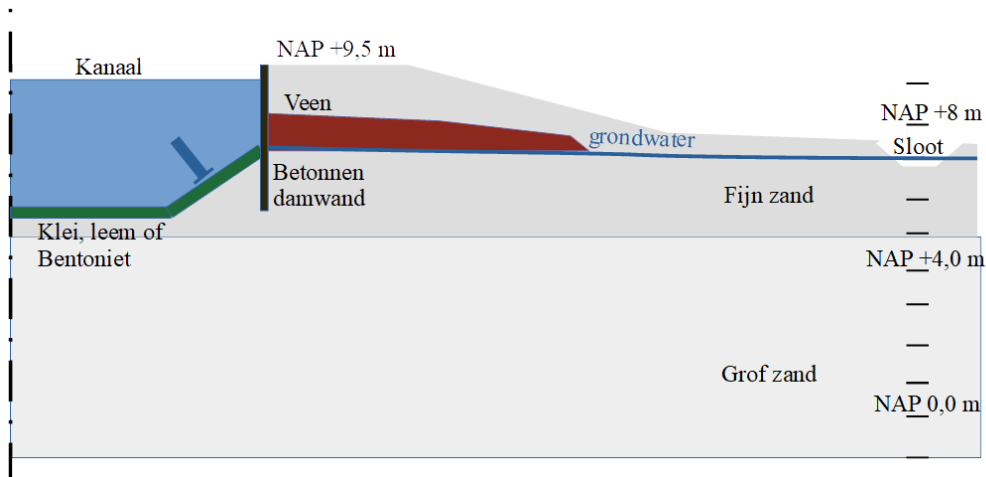 NAP +9,5 m
Kanaal
Veen
NAP +8 m
grondwater
Sloot
Betonnen
damwand
Fijn zand
Klei, leem of
Bentoniet
NAP +4,0 m
Grof zand
NAP 0,0 m